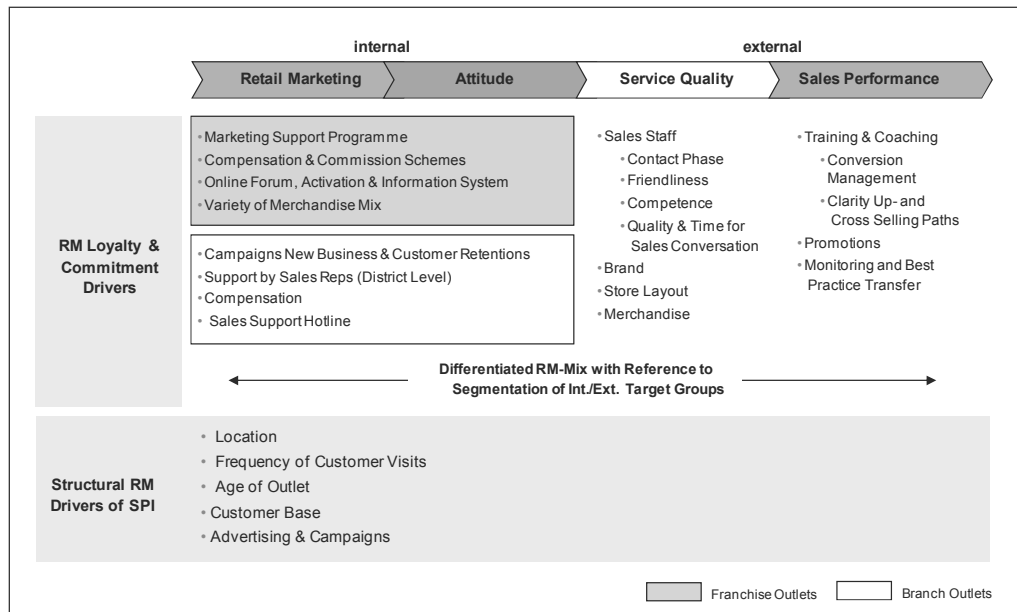 internal
external
Retail Marketing
Attitude
Service Quality
Sales Performance
RM Loyalty &
Commitment
Drivers
• Marketing Support Programme
• Compensation & Commission Schemes
• Online Forum, Activation & Information System
• Variety of Merchandise Mix
• Campaigns New Business & Customer Retentions
• Support by Sales Reps (District Level)
• Compensation
• Sales Support Hotline
• Sales Staff
• Contact Phase
• Friendliness
• Competence
• Quality & Time for
Sales Conversation
• Brand
• Store Layout
• Merchandise
• Training & Coaching
• Conversion
Management
• Clarity Up- and
Cross Selling Paths
• Promotions
• Monitoring and Best
Practice Transfer
Differentiated RM-Mix with Reference to
Segmentation of Int./Ext. Target Groups
Structural RM
Drivers of SPI
• Location
• Frequency of Customer Visits
• Age of Outlet
• Customer Base
• Advertising & Campaigns
Franchise Outlets
Branch Outlets